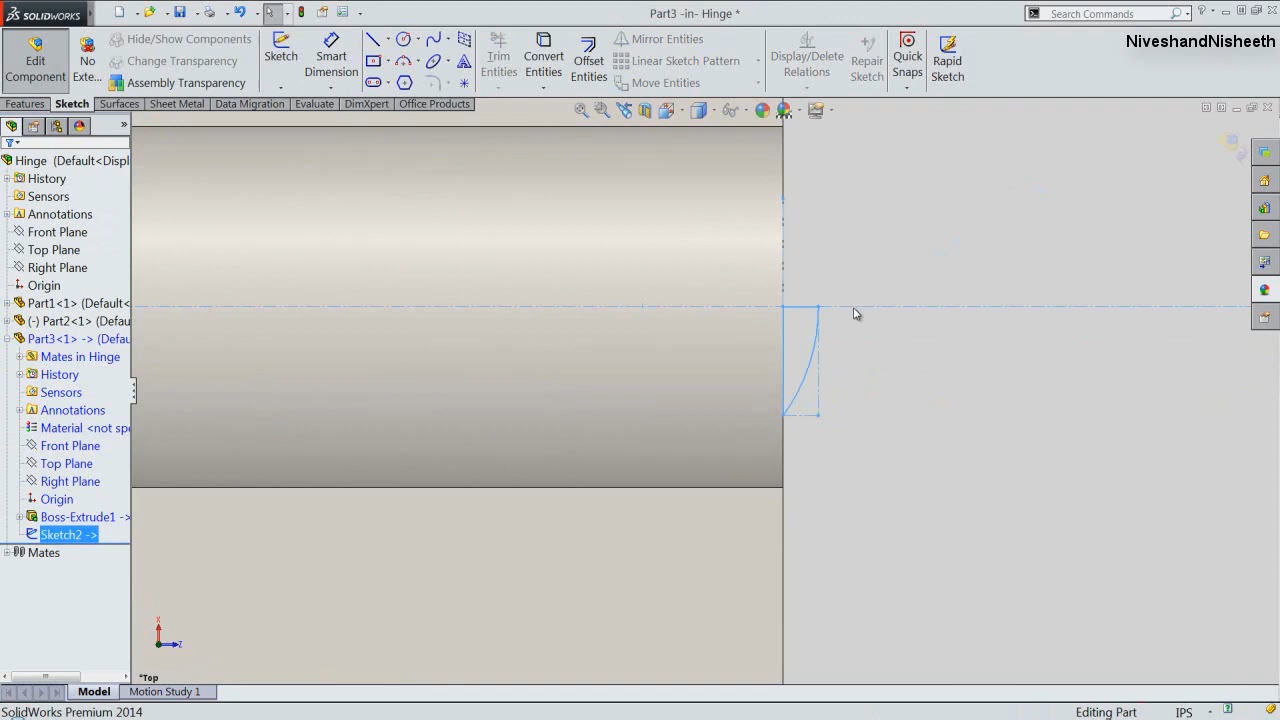 SOLIDWORKS
Part3 -in- Hinge *
Search Commands
NiveshandNisheeth
Edit Component
No Exte...
Hide/Show Components
Change Transparency
Assembly Transparency
Sketch
Smart Dimension
Trim Entities
Convert Entities
Offset Entities
Mirror Entities
Linear Sketch Pattern
Move Entities
Display/Delete Relations
Repair Sketch
Quick Snaps
Rapid Sketch
Features Sketch Surfaces Sheet Metal Data Migration Evaluate DimXpert Office Products
Hinge (Default<Displ
History
Sensors
Annotations
Front Plane
Top Plane
Right Plane
Origin
Part1<1> (Default<
(-) Part2<1> (Defau
Part3<1> -> (Defau
Mates in Hinge
History
Sensors
Annotations
Material <not spe
Front Plane
Top Plane
Right Plane
Origin
Boss-Extrude1 ->
Sketch2 ->
Mates
X
Z
*Top
Model Motion Study 1
SolidWorks Premium 2014
Editing Part
IPS